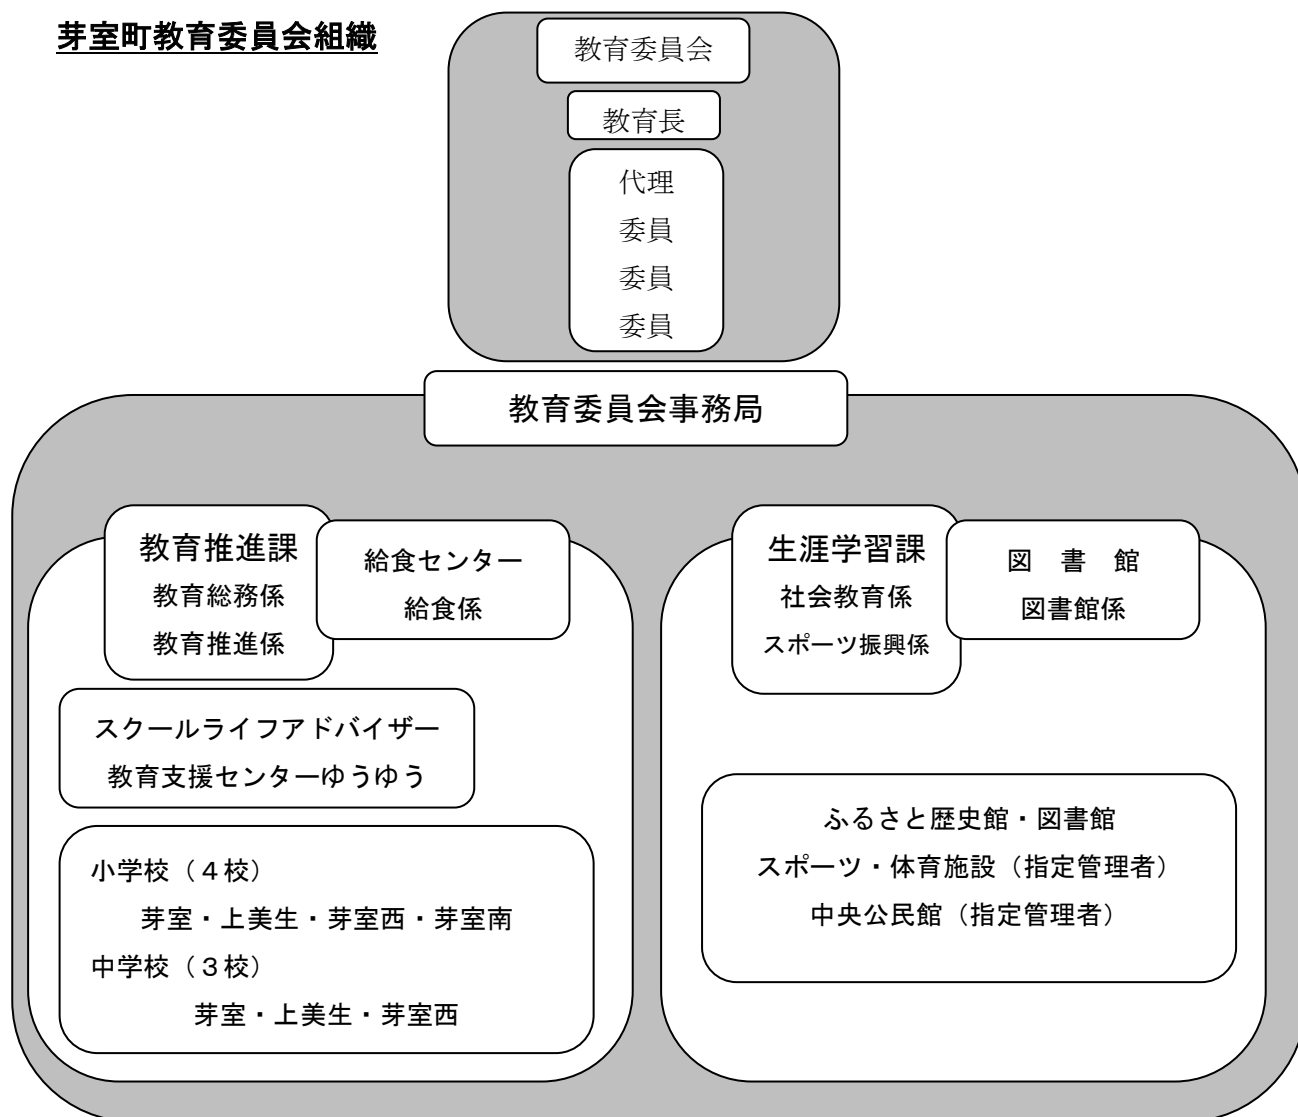 芽室町教育委員会組織
教育委員会
教育長
代理
委員
委員
委員
教育委員会事務局
教育推進課
教育総務係
教育推進係
給食センター
給食係
スクールライフアドバイザー
教育支援センターゆうゆう
小学校（４校）
芽室・上美生・芽室西・芽室南
中学校（３校）
芽室・上美生・芽室西
生涯学習課
社会教育係
スポーツ振興係
図　書　館
図書館係
ふるさと歴史館・図書館
スポーツ・体育施設（指定管理者）
中央公民館（指定管理者）